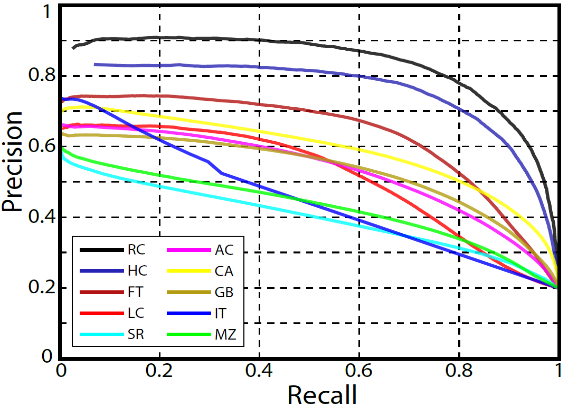 Precision
1
0.8
0.6
0.4
0.2
0
RC AC
HC CA
FT GB
LC IT
SR MZ
0 0.2 0.4 0.6 0.8 1
Recall